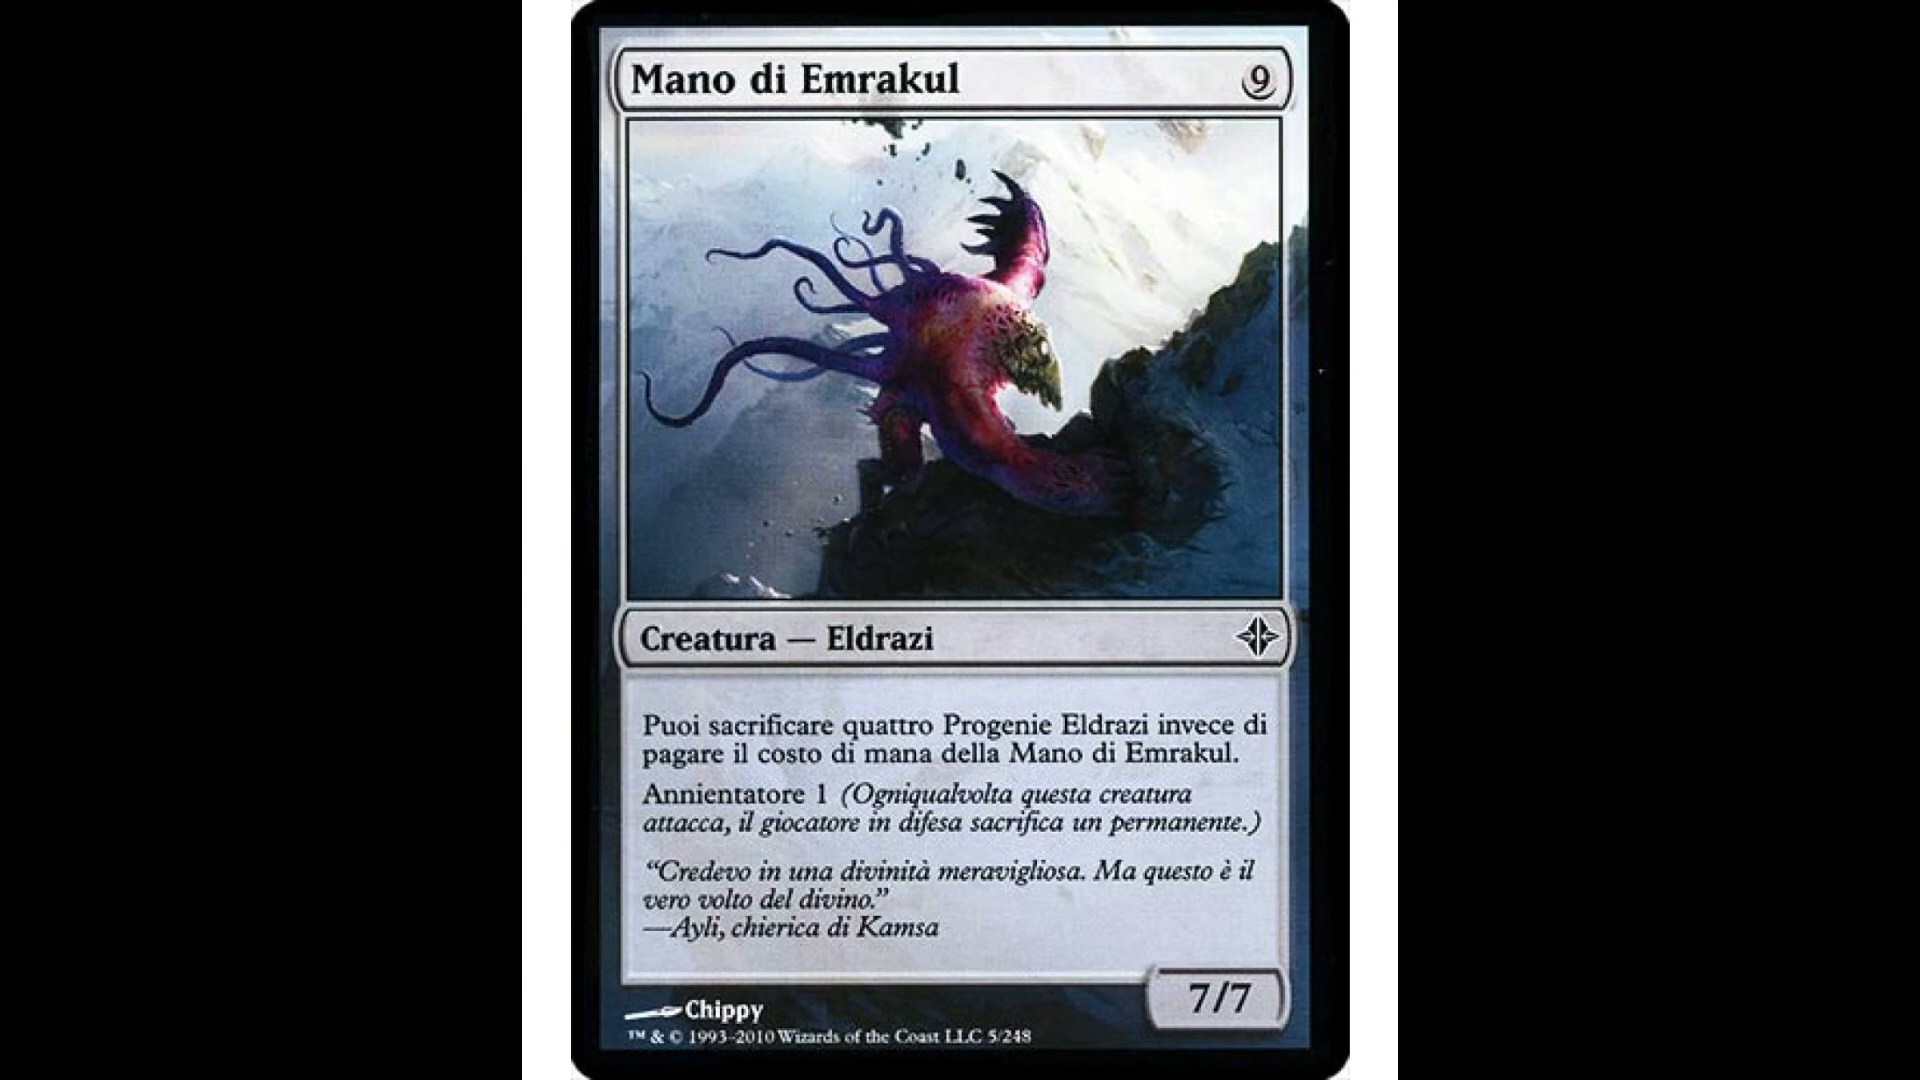 Mano di Emrakul
9
Creatura — Eldrazi
Puoi sacrificare quattro Progenie Eldrazi invece di
pagare il costo di mana della Mano di Emrakul.
Annientatore 1 (Ogniqualvolta questa creatura
attacca, il giocatore in difesa sacrifica un permanente.)
“Credevo in una divinità meravigliosa. Ma questo è il
vero volto del divino.”
—Ayli, chierica di Kamsa
7/7
Chippy
™ & © 1993-2010 Wizards of the Coast LLC 5/248